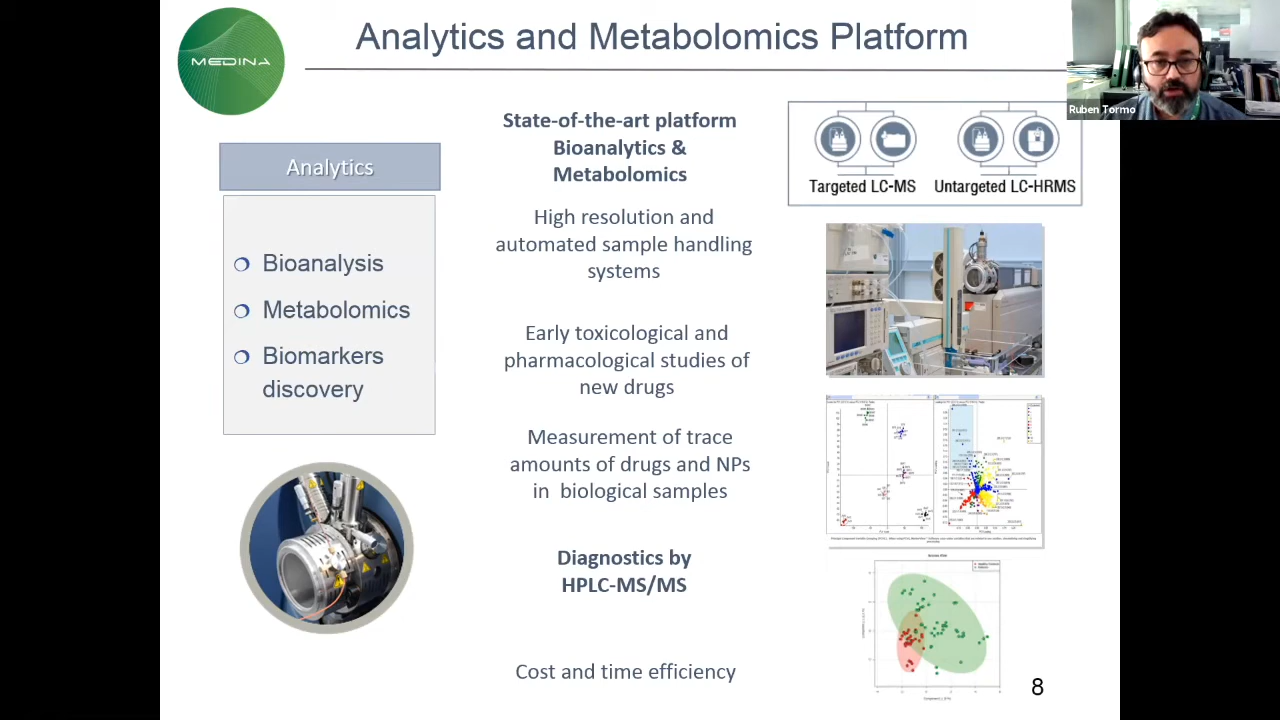 Analytics and Metabolomics Platform
MEDINA
Ruben Tormo
Analytics
Bioanalysis
Metabolomics
Biomarkers
discovery
State-of-the-art platform
Bioanalytics &
Metabolomics
High resolution and
automated sample handling
systems
Early toxicological and
pharmacological studies of
new drugs
Measurement of trace
amounts of drugs and NPs
in biological samples
Diagnostics by
HPLC-MS/MS
Cost and time efficiency
Targeted LC-MS
Untargeted LC-HRMS
8